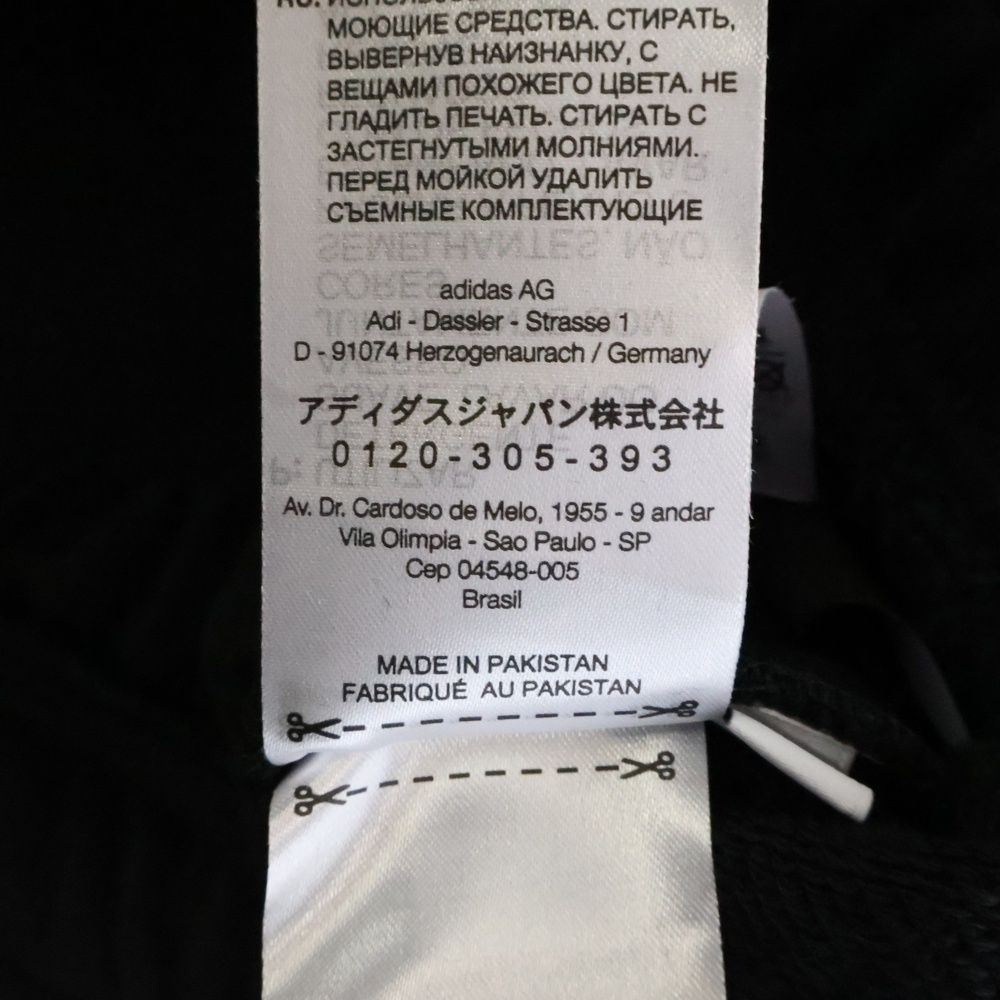 МОЮЩИЕ СРЕДСТВА. СТИРАТЬ,
ВЫВЕРНУВ НАИЗНАНКУ, С
ВЕЩАМИ ПОХОЖЕГО ЦВЕТА. НЕ
ГЛАДИТЬ ПЕЧАТЬ. СТИРАТЬ С
ЗАСТЕГНУТЫМИ МОЛНИЯМИ.
ПЕРЕД МОЙКОЙ УДАЛИТЬ
СЪЕМНЫЕ КОМПЛЕКТУЮЩИЕ
adidas AG
Adi - Dassler - Strasse 1
D - 91074 Herzogenaurach / Germany
アディダスジャパン株式会社
0120-305-393
Av. Dr. Cardoso de Melo, 1955 - 9 andar
Vila Olimpia - Sao Paulo - SP
Cep 04548-005
Brasil
MADE IN PAKISTAN
FABRIQUÉ AU PAKISTAN